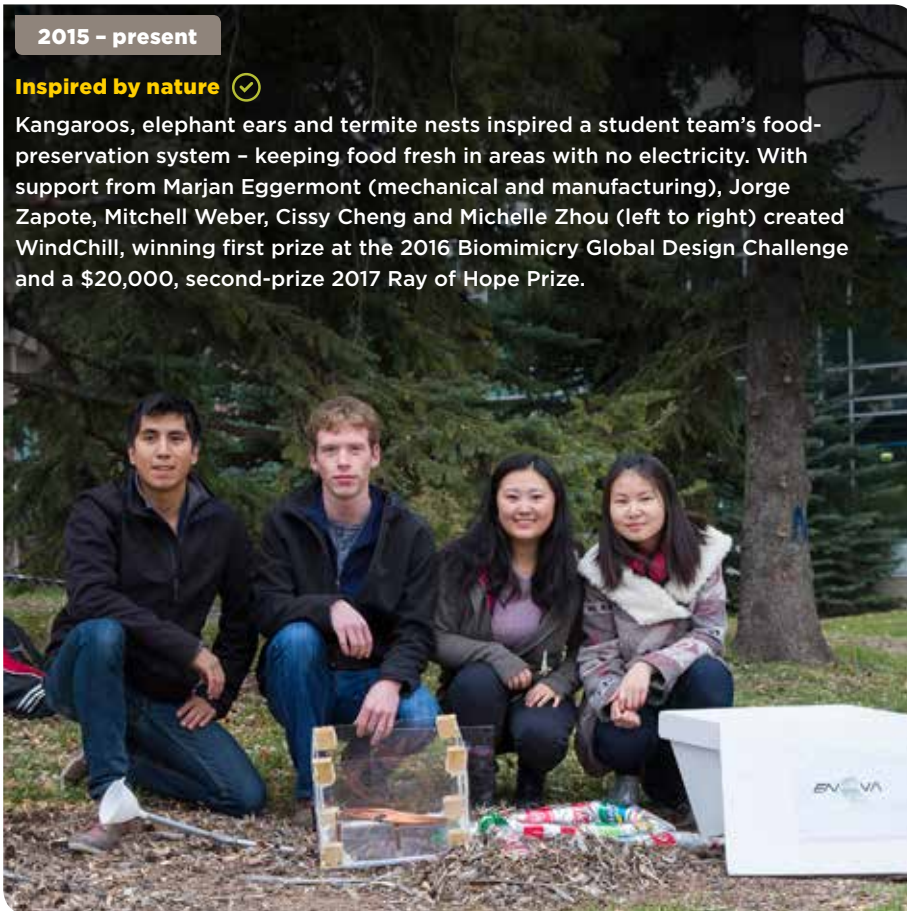 2015 – present
Inspired by nature
Kangaroos, elephant ears and termite nests inspired a student team’s food-
preservation system – keeping food fresh in areas with no electricity. With
support from Marjan Eggermont (mechanical and manufacturing), Jorge
Zapote, Mitchell Weber, Cissy Cheng and Michelle Zhou (left to right) created
WindChill, winning first prize at the 2016 Biomimicry Global Design Challenge
and a $20,000, second-prize 2017 Ray of Hope Prize.